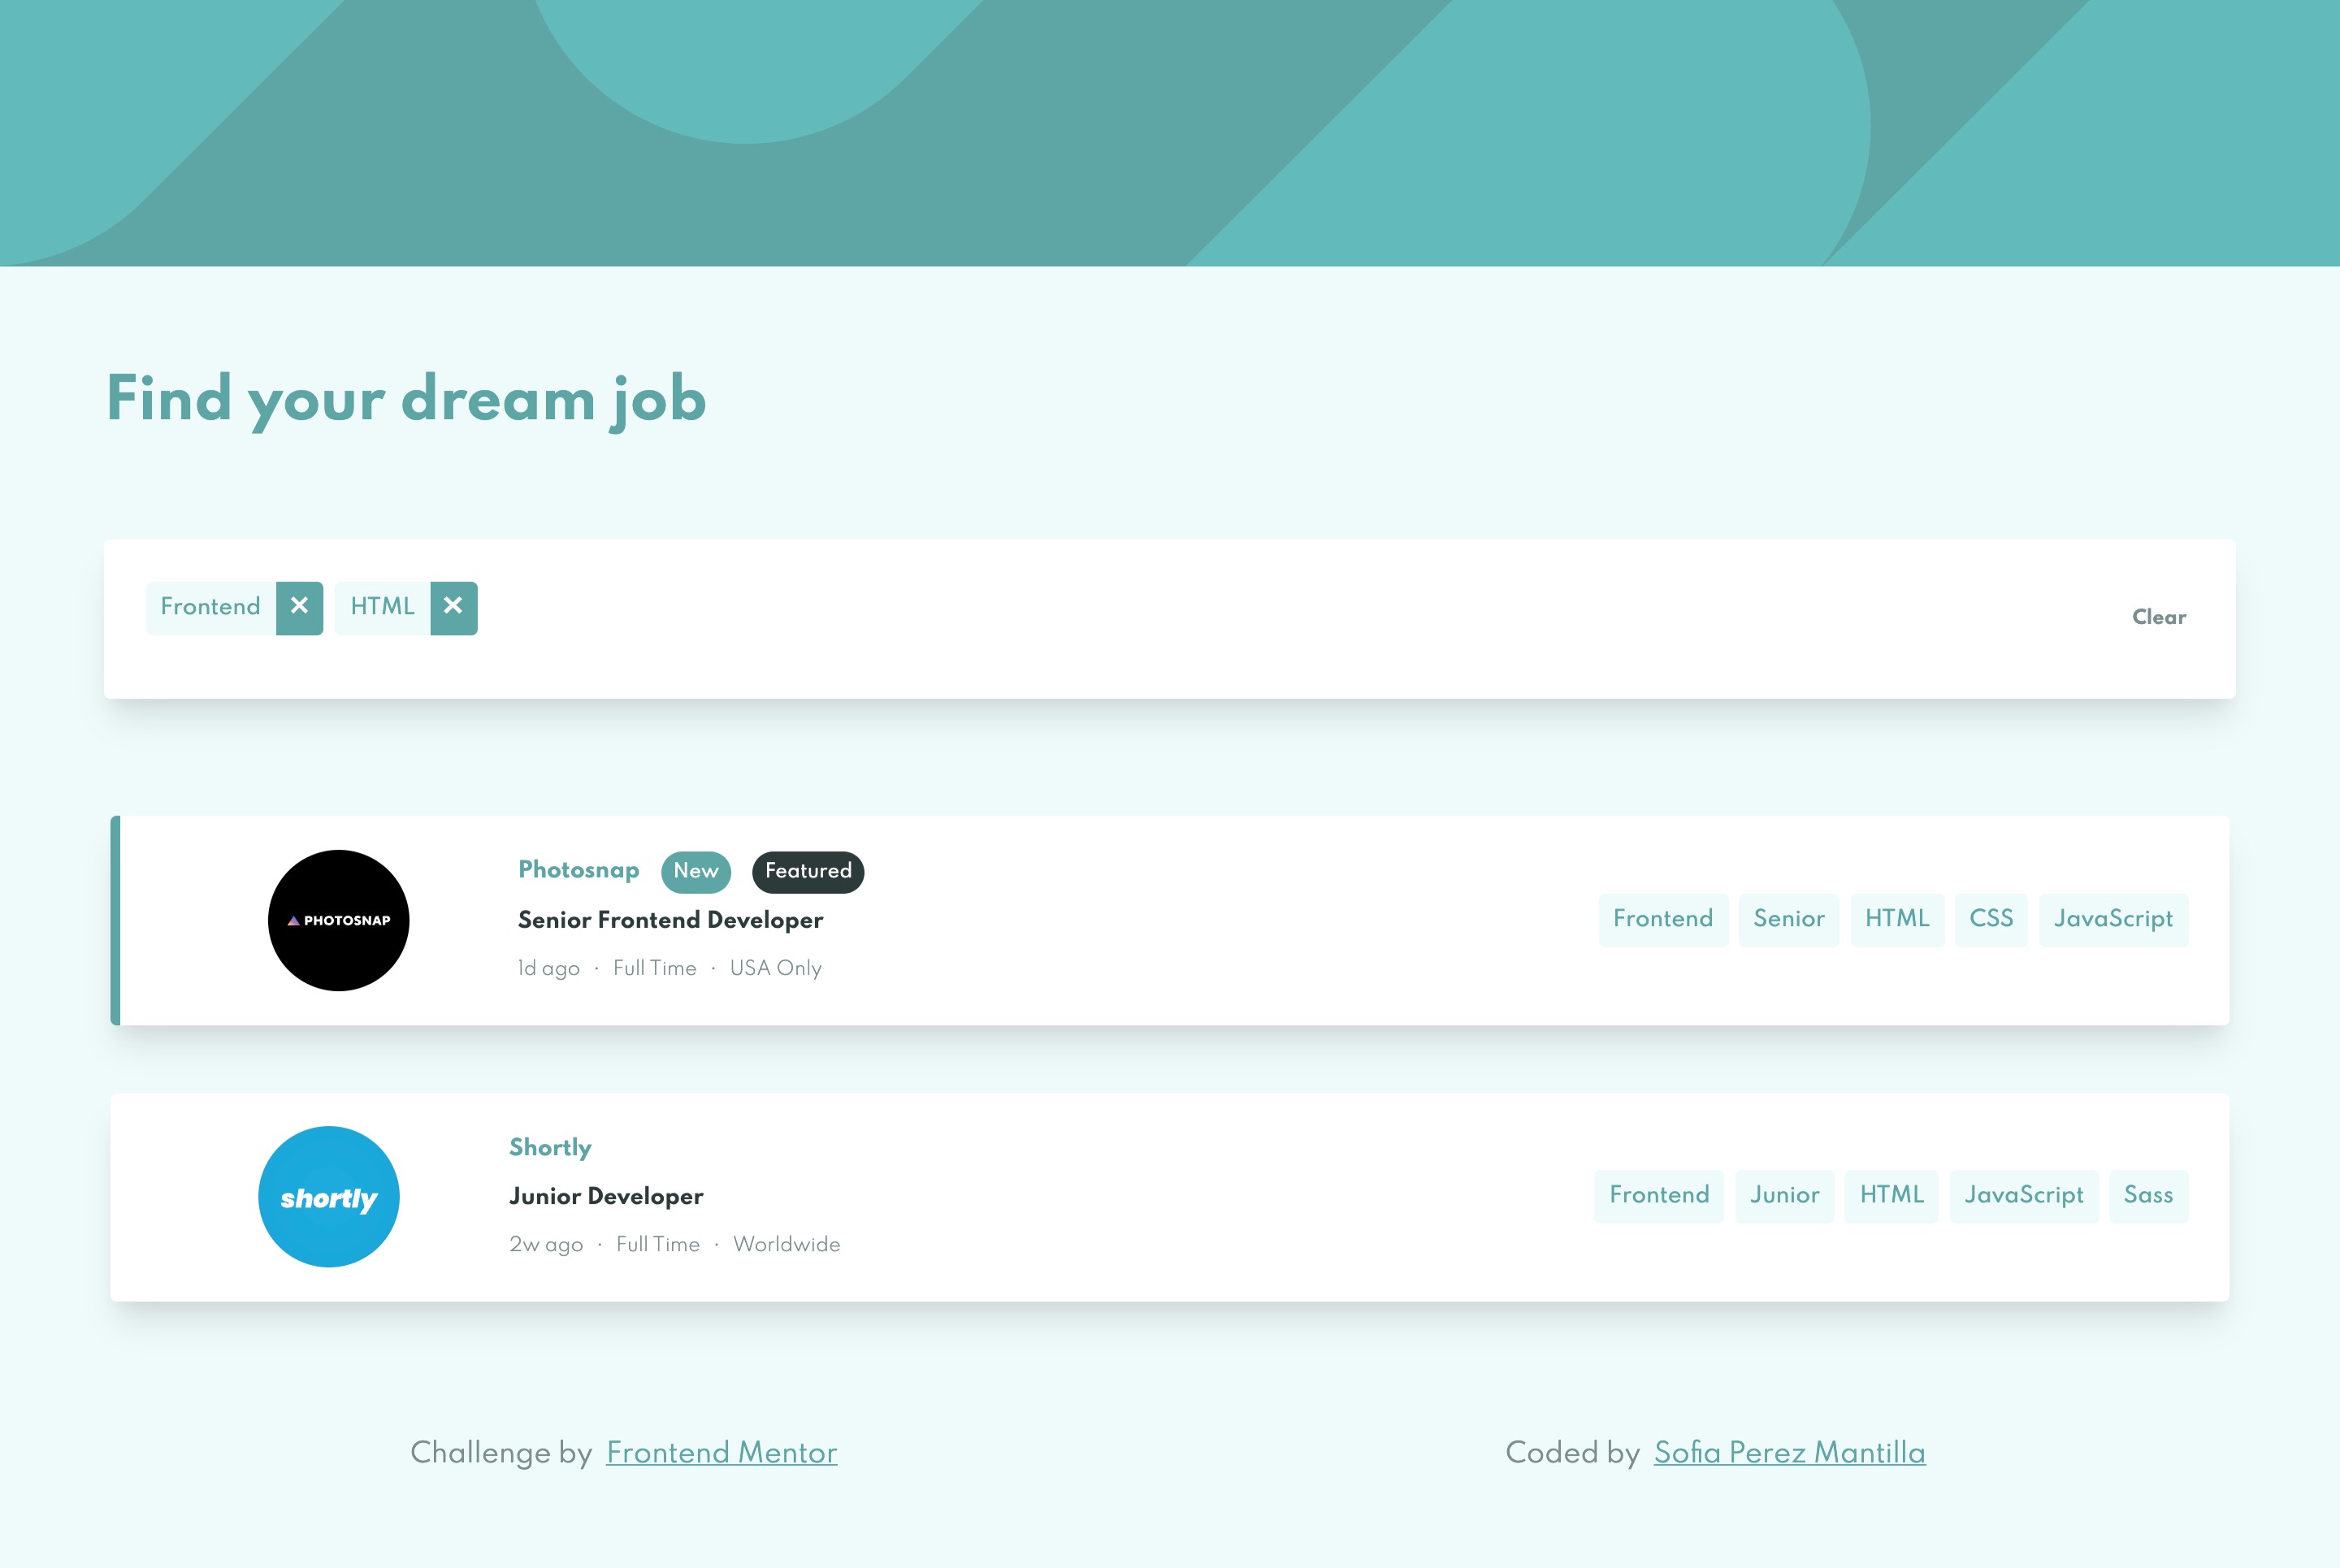 Find your dream job
Frontend ✕ HTML ✕ Clear
Photosnap New Featured
PHOTOSNAP
Senior Frontend Developer
1d ago · Full Time · USA Only
Frontend Senior HTML CSS JavaScript
Shortly
shortly
Junior Developer
2w ago · Full Time · Worldwide
Frontend Junior HTML JavaScript Sass
Challenge by Frontend Mentor
Coded by Sofia Perez Mantilla